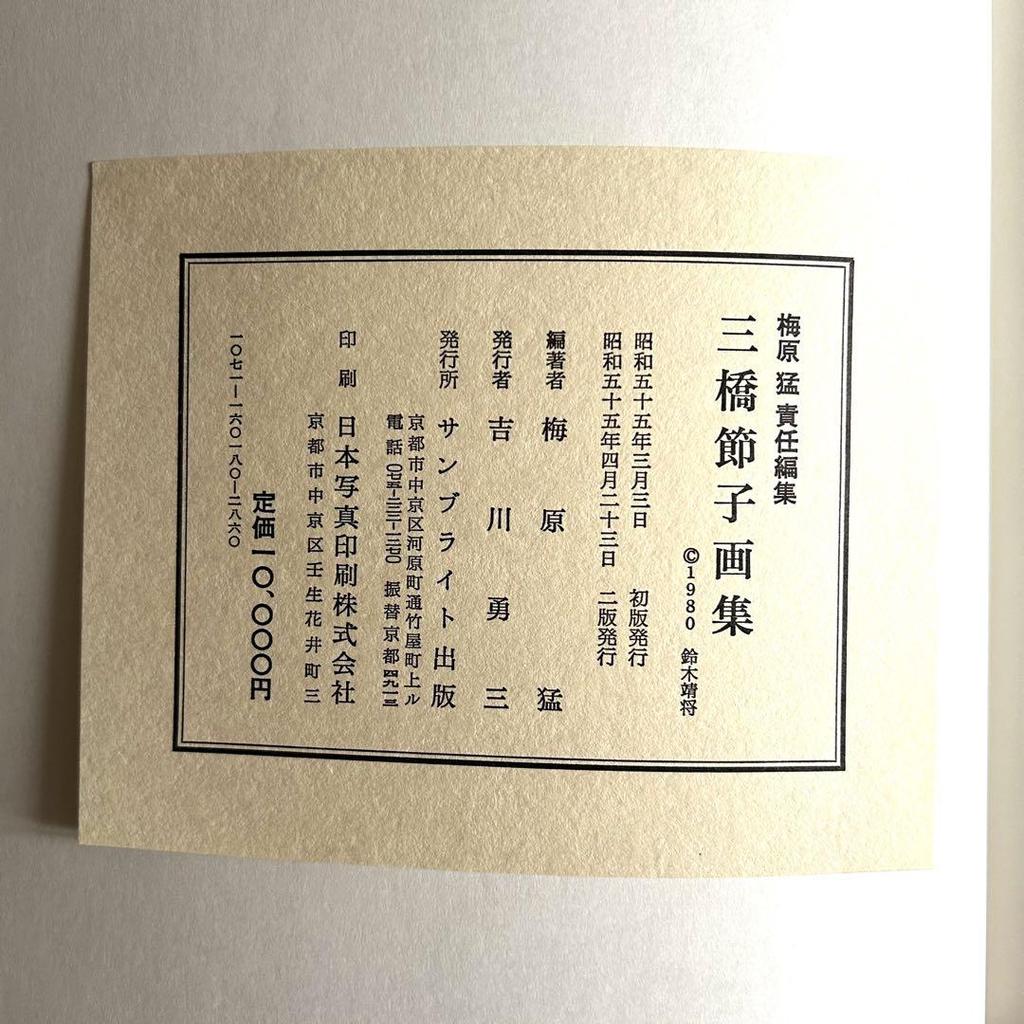 梅原 猛 責任編集
三橋節子画集
©1980 鈴木靖将
昭和五十五年三月三日 初版発行
昭和五十五年四月二十三日 二版発行
編著者 梅原猛
発行者 吉川勇三
発行所 サンブライト出版
京都市中京区河原町通竹屋町上ル
電話 振替京都
印刷 日本写真印刷株式会社
京都市中京区壬生花井町三
定価一〇、〇〇〇円
一〇七一―一六〇一八〇―二八六〇